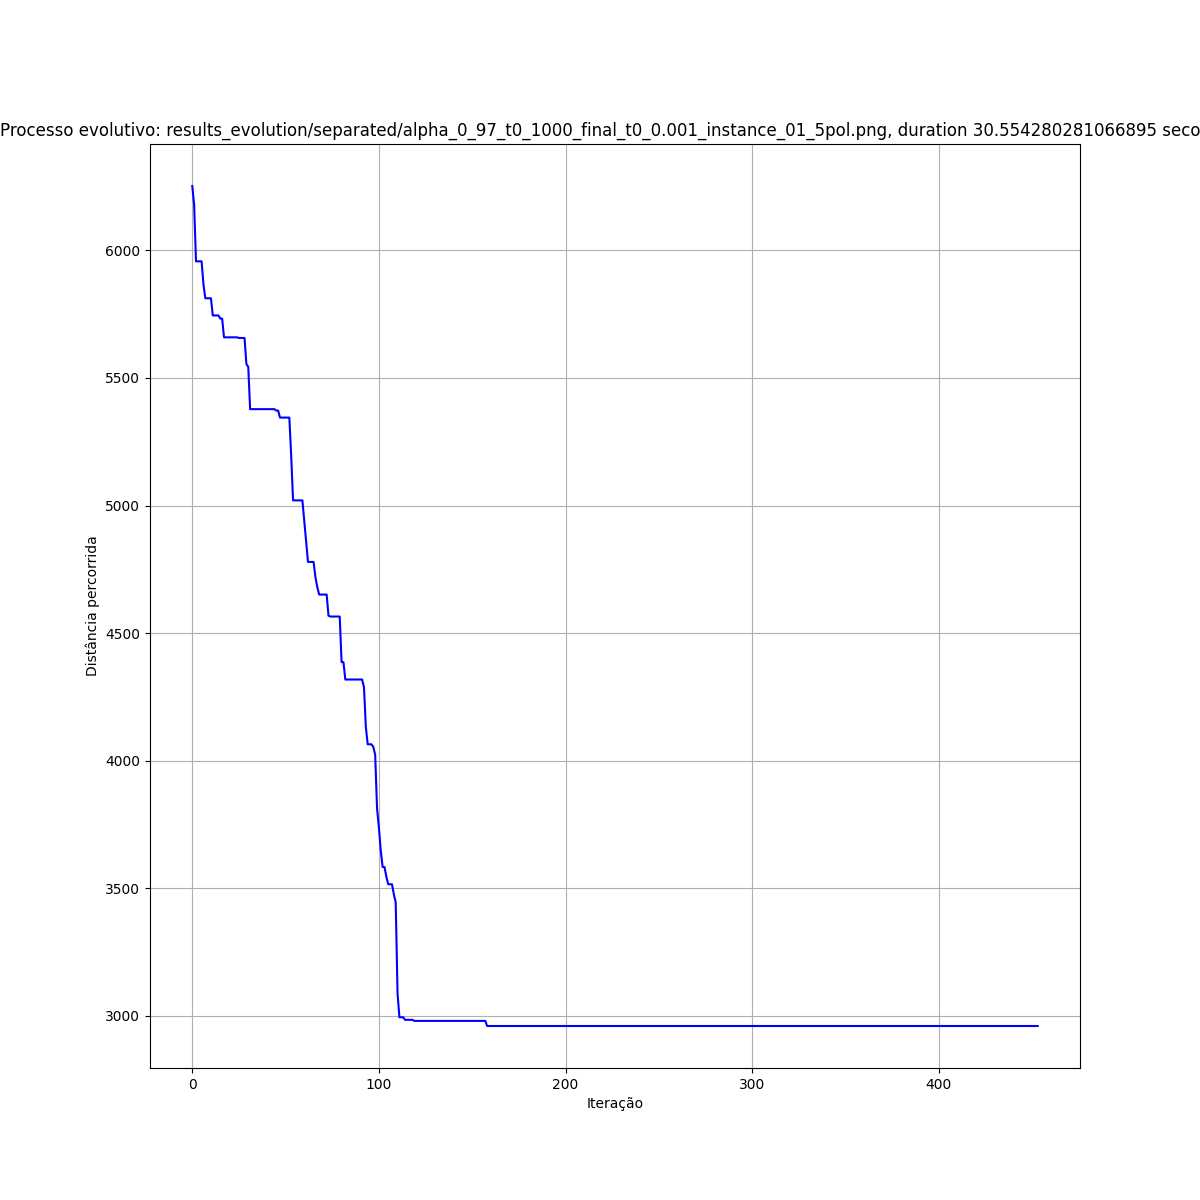 Processo evolutivo: results_evolution/separated/alpha_0_97_t0_1000_final_t0_0.001_instance_01_5pol.png, duration 30.554280281066895 seco
6000
5500
5000
4500
4000
3500
3000
Distância percorrida
0 100 200 300 400
Iteração